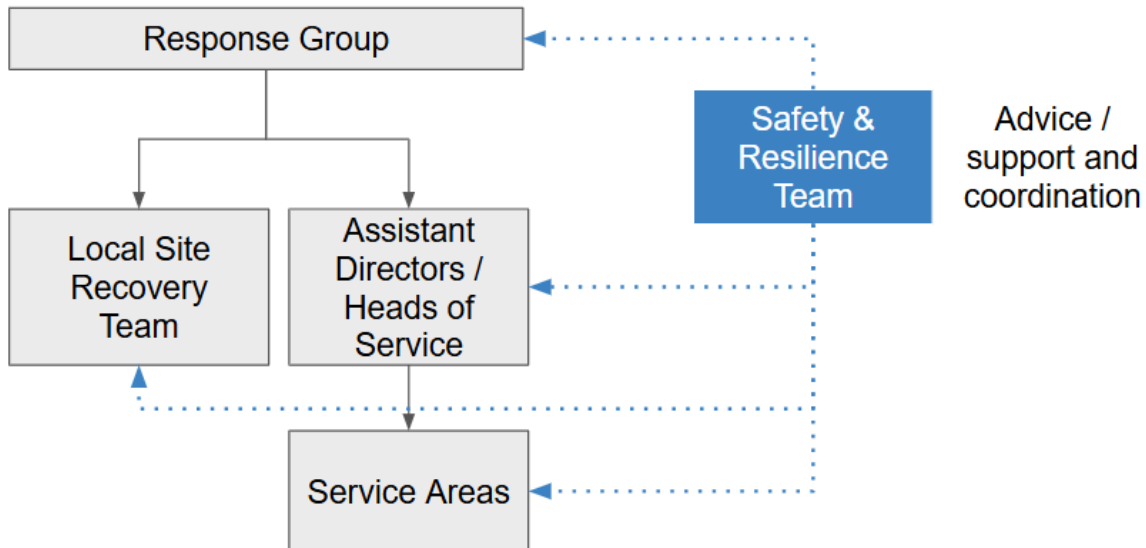 Response Group
Safety &
Resilience
Team
Advice /
support and
coordination
Local Site
Recovery
Team
Assistant
Directors /
Heads of
Service
Service Areas